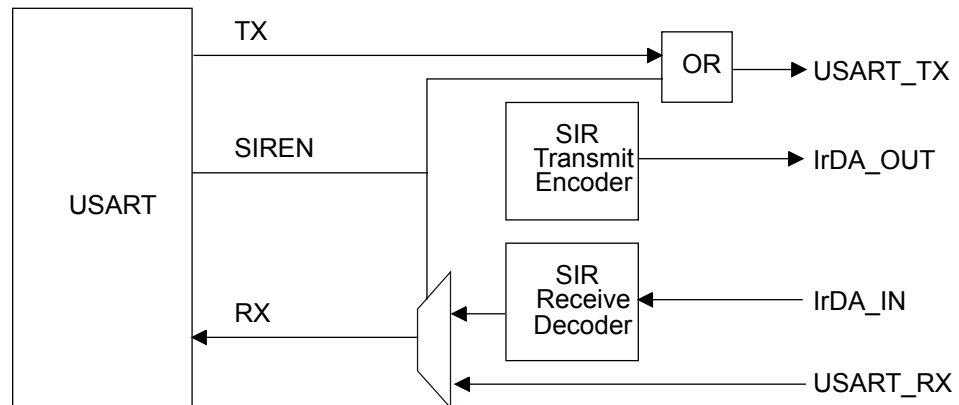 TX
OR
USART_TX
SIREN
SIR
Transmit
Encoder
IrDA_OUT
USART
SIR
Receive
Decoder
IrDA_IN
RX
USART_RX